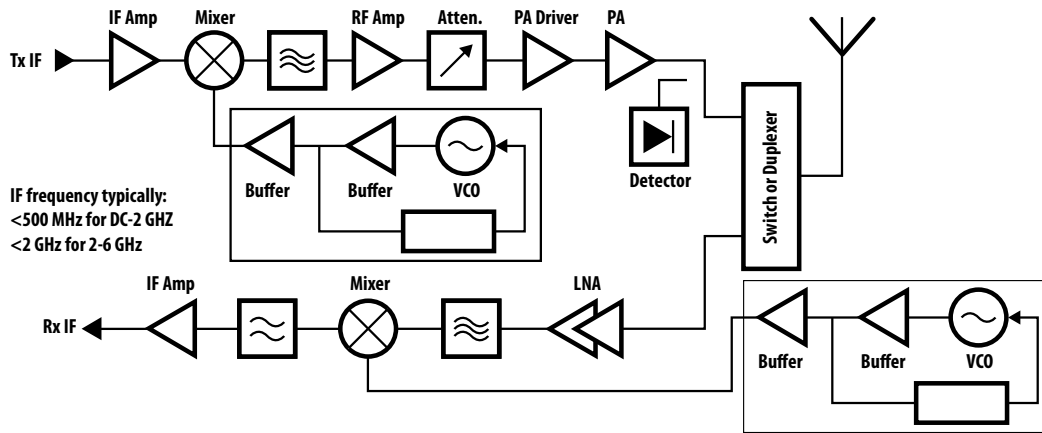 IF Amp
Mixer
RF Amp
Atten.
PA Driver
PA
Tx IF
Buffer
Buffer
VCO
Detector
Switch or Duplexer
IF frequency typically:
<500 MHz for DC-2 GHZ
<2 GHz for 2-6 GHz
IF Amp
Mixer
LNA
Rx IF
Buffer
Buffer
VCO